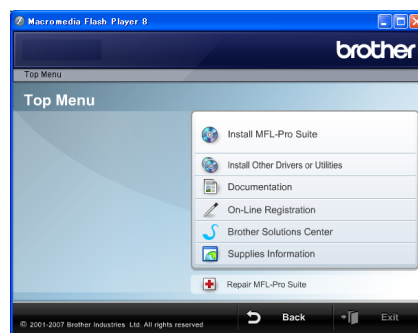 Macromedia Flash Player 8
brother
Top Menu
Top Menu
Install MFL-Pro Suite
Install Other Drivers or Utilities
Documentation
On-Line Registration
Brother Solutions Center
Supplies Information
Repair MFL-Pro Suite
© 2001-2007 Brother Industries Ltd. All rights reserved
Back
Exit